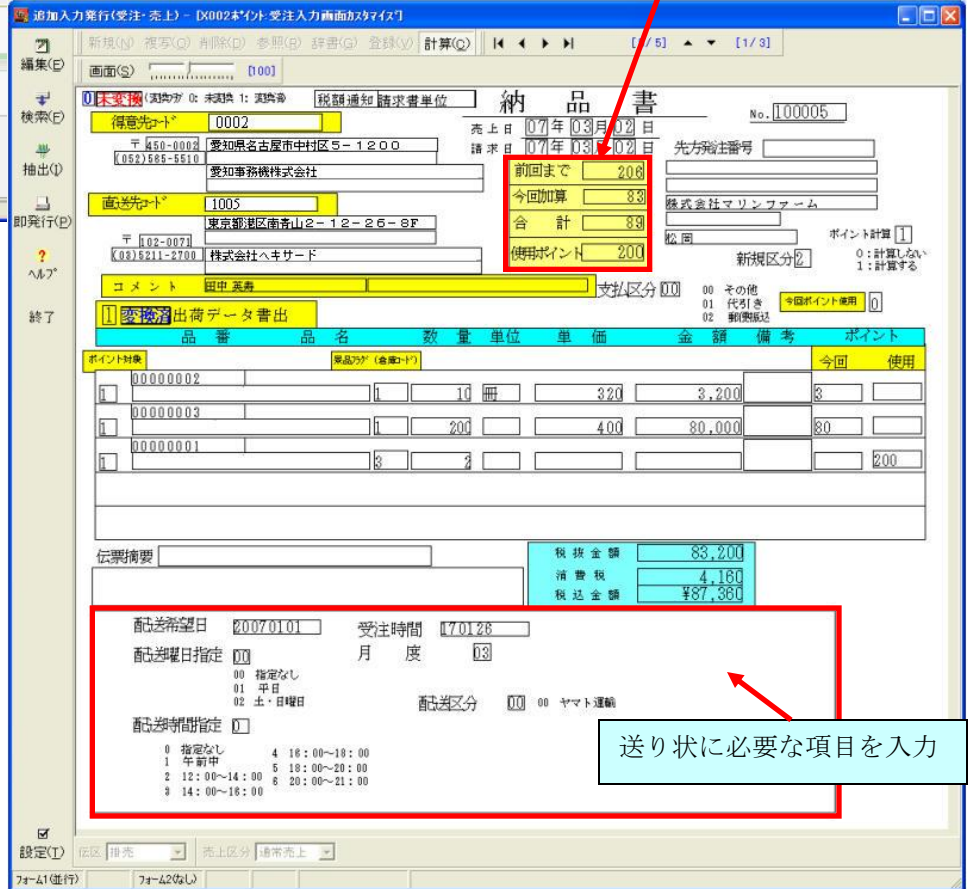 追加入力発行(受注・売上) - [X002ポイント:受注入力画面カスタマイズ]
新規(N) 複写(O) 削除(D) 参照(R) 辞書(G) 登録(V) 計算(Q) /5] [1/3]
編集(E)
画面(S) [100]
検索(F)
抽出(I)
即発行(P)
ヘルプ
終了
0 未変換 (変換フラグ 0: 未変換 1: 変換済) 税額通知 請求書単位 納品書 No.100005
得意先コード 0002
売上日 07年03月02日
〒450-0002 愛知県名古屋市中村区5-1200
請求日 07年03月02日 先方発注番号
(052)565-5510
愛知事務機株式会社
前回まで 206
今回加算 83
合計 89
使用ポイント 200
直送先コード 1005
株式会社マリンファーム
東京都港区南青山2-12-26-8F
〒102-0071
松岡
ポイント計算 1
(03)5211-2700 株式会社ヘキサード
新規区分 2
0:計算しない
1:計算する
コメント 田中 英寿
支払区分 00
00 その他
01 代引き
02 郵便振込
今回ポイント使用 0
1 変換済 出荷データ書出
品番 品名 数量 単位 単価 金額 備考 ポイント
ポイント対象 景品フラグ (倉庫コード) 今回 使用
00000002
1 1 10 冊 320 3,200 3
00000003
1 1 200 400 80,000 80
00000001
1 3 2 200
伝票摘要
税抜金額 83,200
消費税 4,160
税込金額 ¥87,360
配送希望日 20070101 受注時間 170126
配送曜日指定 00 月度 03
00 指定なし
01 平日
02 土・日曜日
配送区分 00 00 ヤマト運輸
配送時間指定 0
0 指定なし
1 午前中
2 12:00~14:00
3 14:00~16:00
4 16:00~18:00
5 18:00~20:00
6 20:00~21:00
送り状に必要な項目を入力
設定(T)
伝区 掛売 売上区分 通常売上
フォーム1(並行) フォーム2(なし)